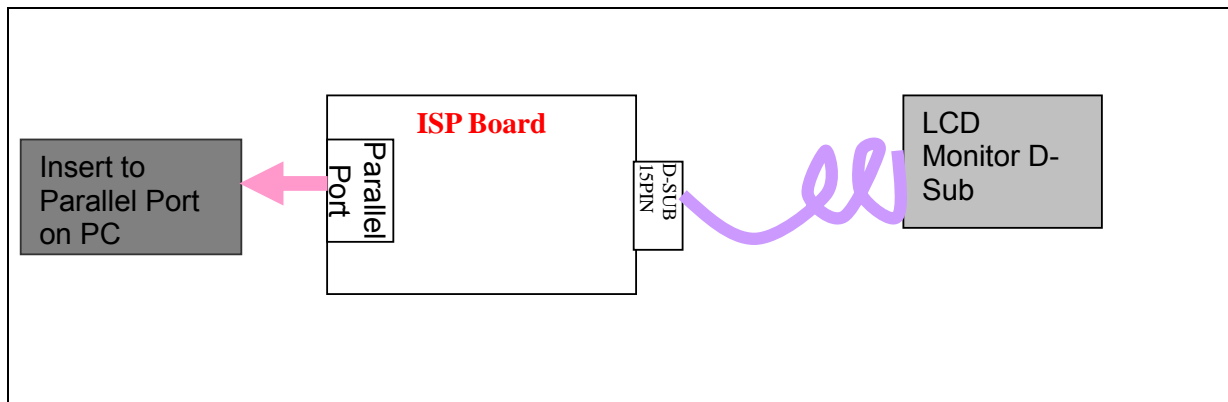 Insert to
Parallel Port
on PC
ISP Board
Parallel
Port
D-SUB
15PIN
LCD
Monitor D-
Sub